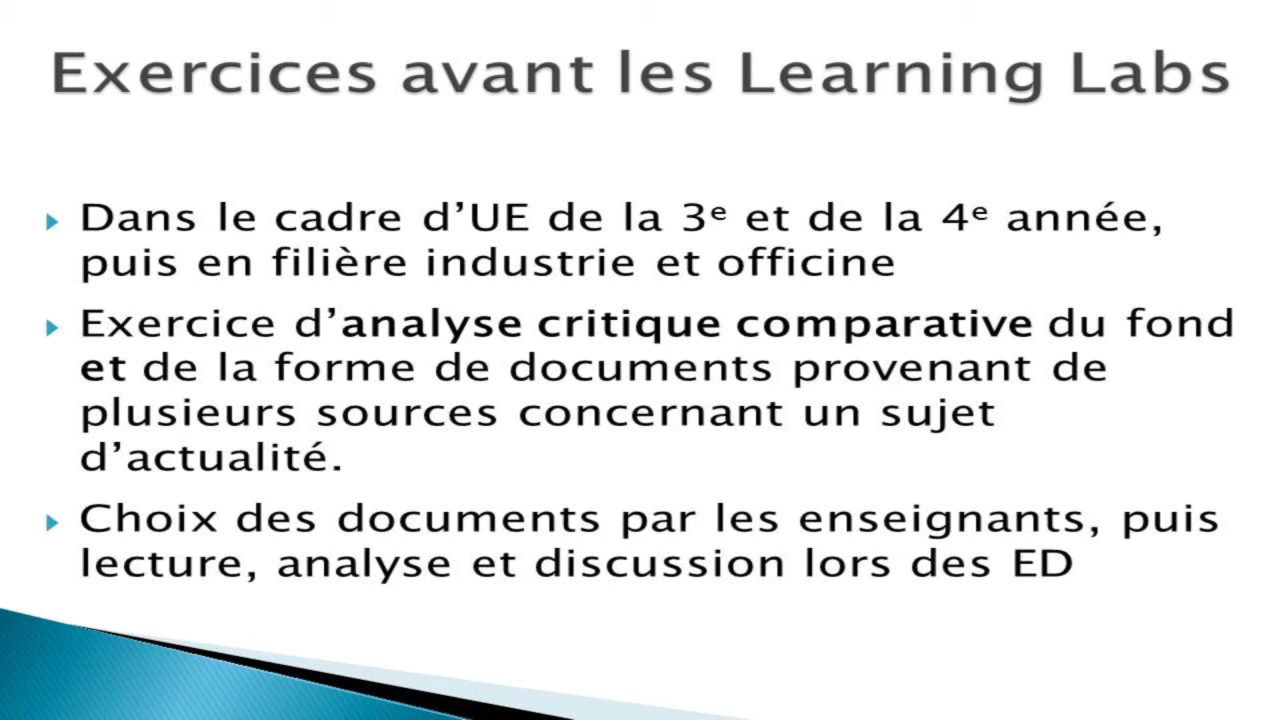 Exercices avant les Learning Labs
Dans le cadre d’UE de la 3ᵉ et de la 4ᵉ année,
puis en filière industrie et officine
Exercice d’analyse critique comparative du fond
et de la forme de documents provenant de
plusieurs sources concernant un sujet
d’actualité.
Choix des documents par les enseignants, puis
lecture, analyse et discussion lors des ED